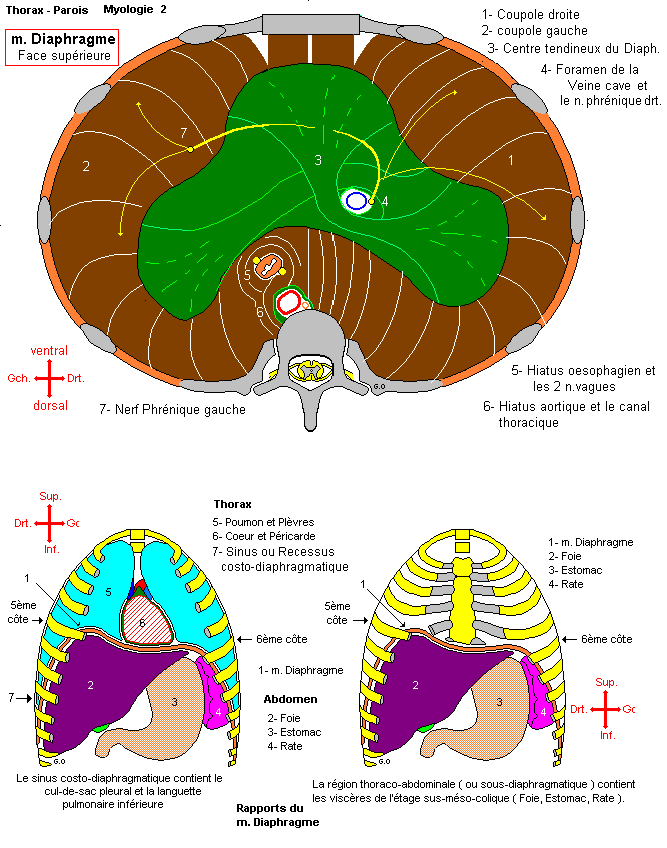 Thorax - Parois Myologie 2
m. Diaphragme
Face supérieure
1- Coupole droite
2- coupole gauche
3- Centre tendineux du Diaph.
4- Foramen de la
Veine cave et
le n. phrénique drt.
7
2
3
1
4
5
6
ventral
Gch. Drt.
dorsal
G.O
7- Nerf Phrénique gauche
5- Hiatus oesophagien et
les 2 n.vagues
6- Hiatus aortique et le canal
thoracique
Sup.
Drt. Gc
Inf.
Thorax
5- Poumon et Plèvres
6- Coeur et Péricarde
7- Sinus ou Recessus
costo-diaphragmatique
1- m. Diaphragme
2- Foie
3- Estomac
4- Rate
1
5ème
côte
5
6
6ème côte
7
2
3
4
G.O
1- m. Diaphragme
Abdomen
2- Foie
3- Estomac
4- Rate
1
5ème
côte
6ème côte
2
3
4
G.O
Sup.
Drt. Gc
Inf.
Le sinus costo-diaphragmatique contient le
cul-de-sac pleural et la languette
pulmonaire inférieure
La région thoraco-abdominale ( ou sous-diaphragmatique ) contient
les viscères de l'étage sus-méso-colique ( Foie, Estomac, Rate ).
Rapports du
m. Diaphragme